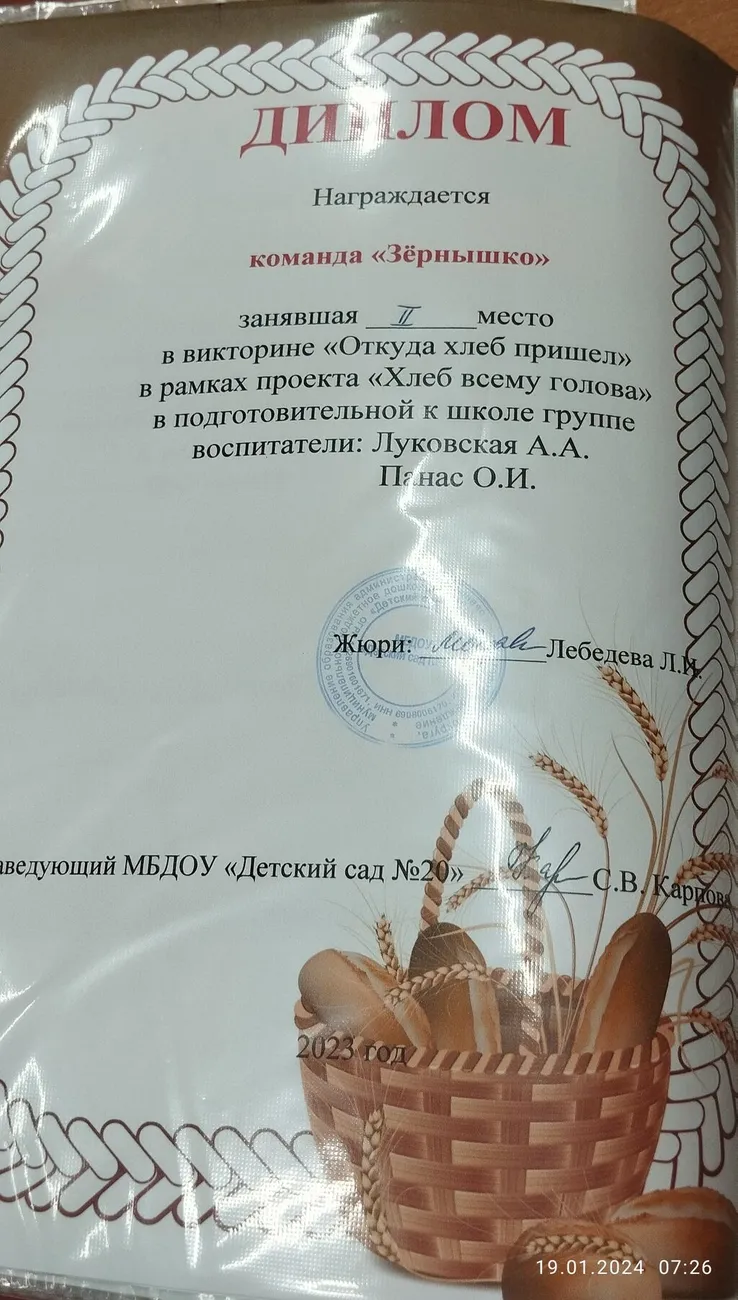 ДИПЛОМ
Награждается
команда «Зёрнышко»
занявшая II место
в викторине «Откуда хлеб пришел»
в рамках проекта «Хлеб всему голова»
в подготовительной к школе группе
воспитатели: Луковская А.А.
Панас О.И.
Жюри: Лебедева Л.Н.
аведующий МБДОУ «Детский сад №20» С.В. Карпова
2023 год
19.01.2024 07:26